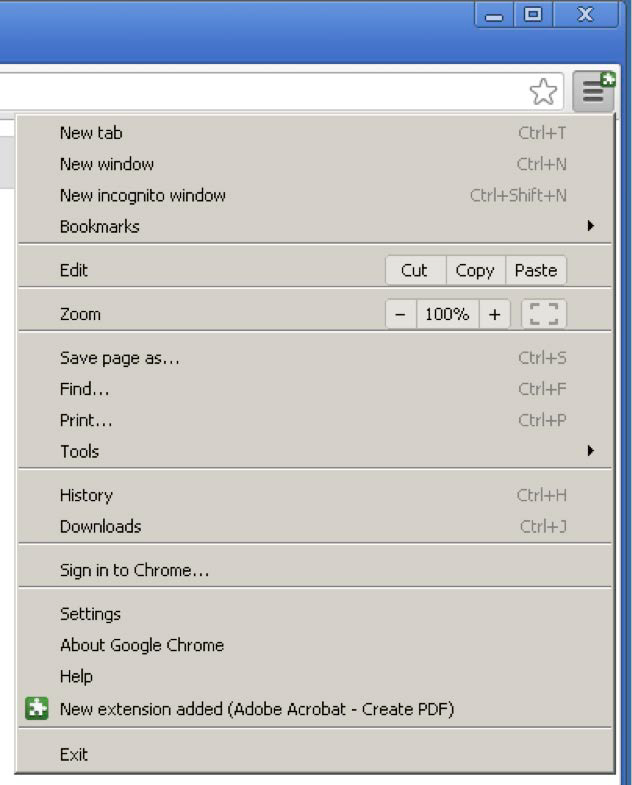 New tab Ctrl+T
New window Ctrl+N
New incognito window Ctrl+Shift+N
Bookmarks
Edit Cut Copy Paste
Zoom − 100% +
Save page as... Ctrl+S
Find... Ctrl+F
Print... Ctrl+P
Tools
History Ctrl+H
Downloads Ctrl+J
Sign in to Chrome...
Settings
About Google Chrome
Help
New extension added (Adobe Acrobat - Create PDF)
Exit